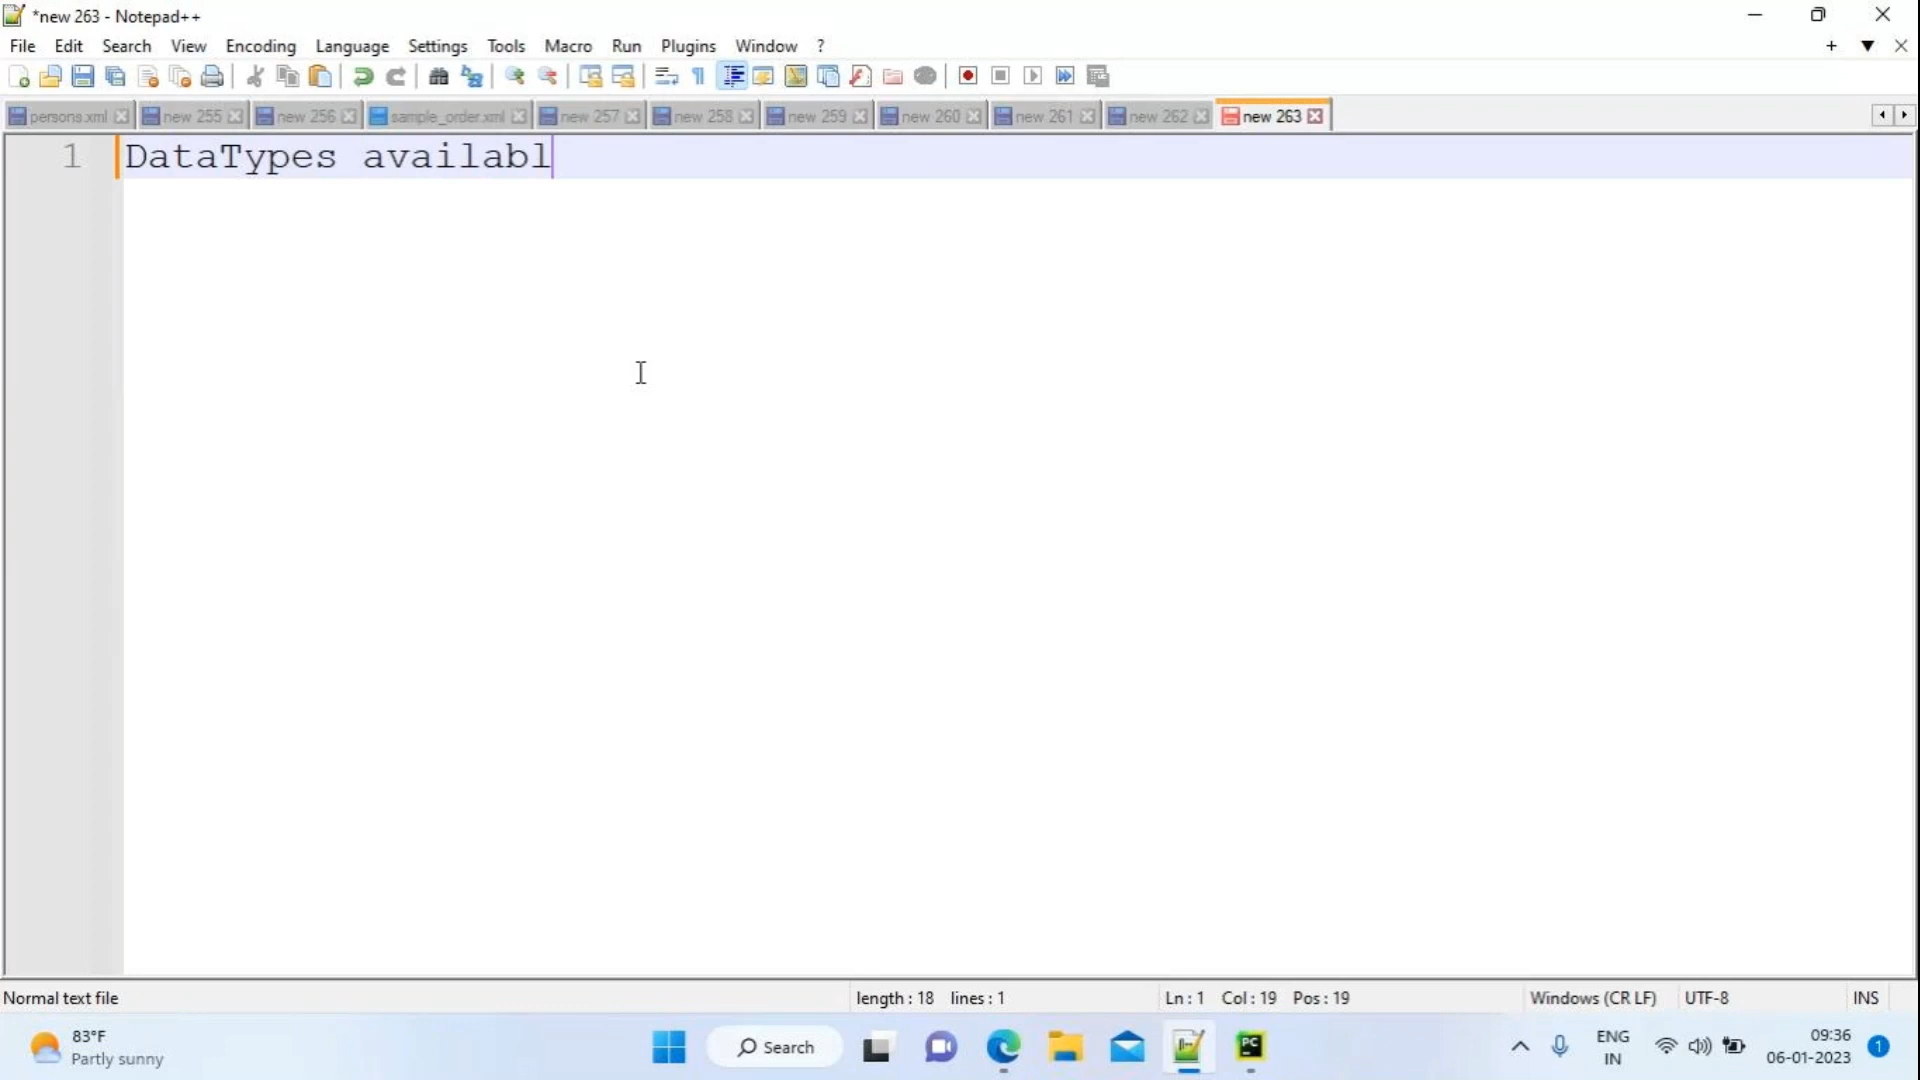 *new 263 - Notepad++
File Edit Search View Encoding Language Settings Tools Macro Run Plugins Window ?
persons.xml new 255 new 256 sample_order.xml new 257 new 258 new 259 new 260 new 261 new 262 new 263
1 DataTypes availabl
Normal text file length : 18 lines : 1 Ln : 1 Col : 19 Pos : 19 Windows (CR LF) UTF-8 INS
83°F
Partly sunny
Search
PC
ENG
IN
09:36
06-01-2023
1